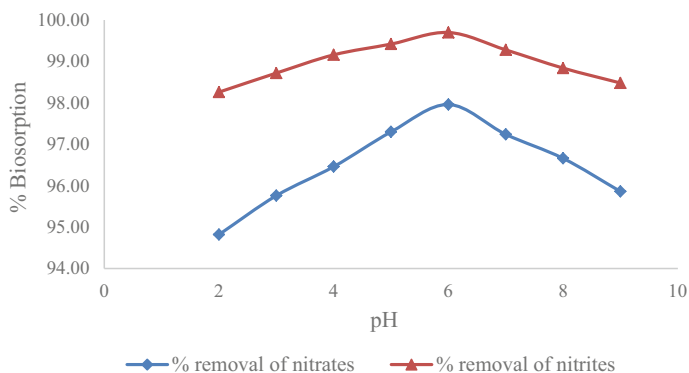 100.00
99.00
98.00
97.00
96.00
95.00
94.00
% Biosorption
0 2 4 6 8 10
pH
% removal of nitrates % removal of nitrites